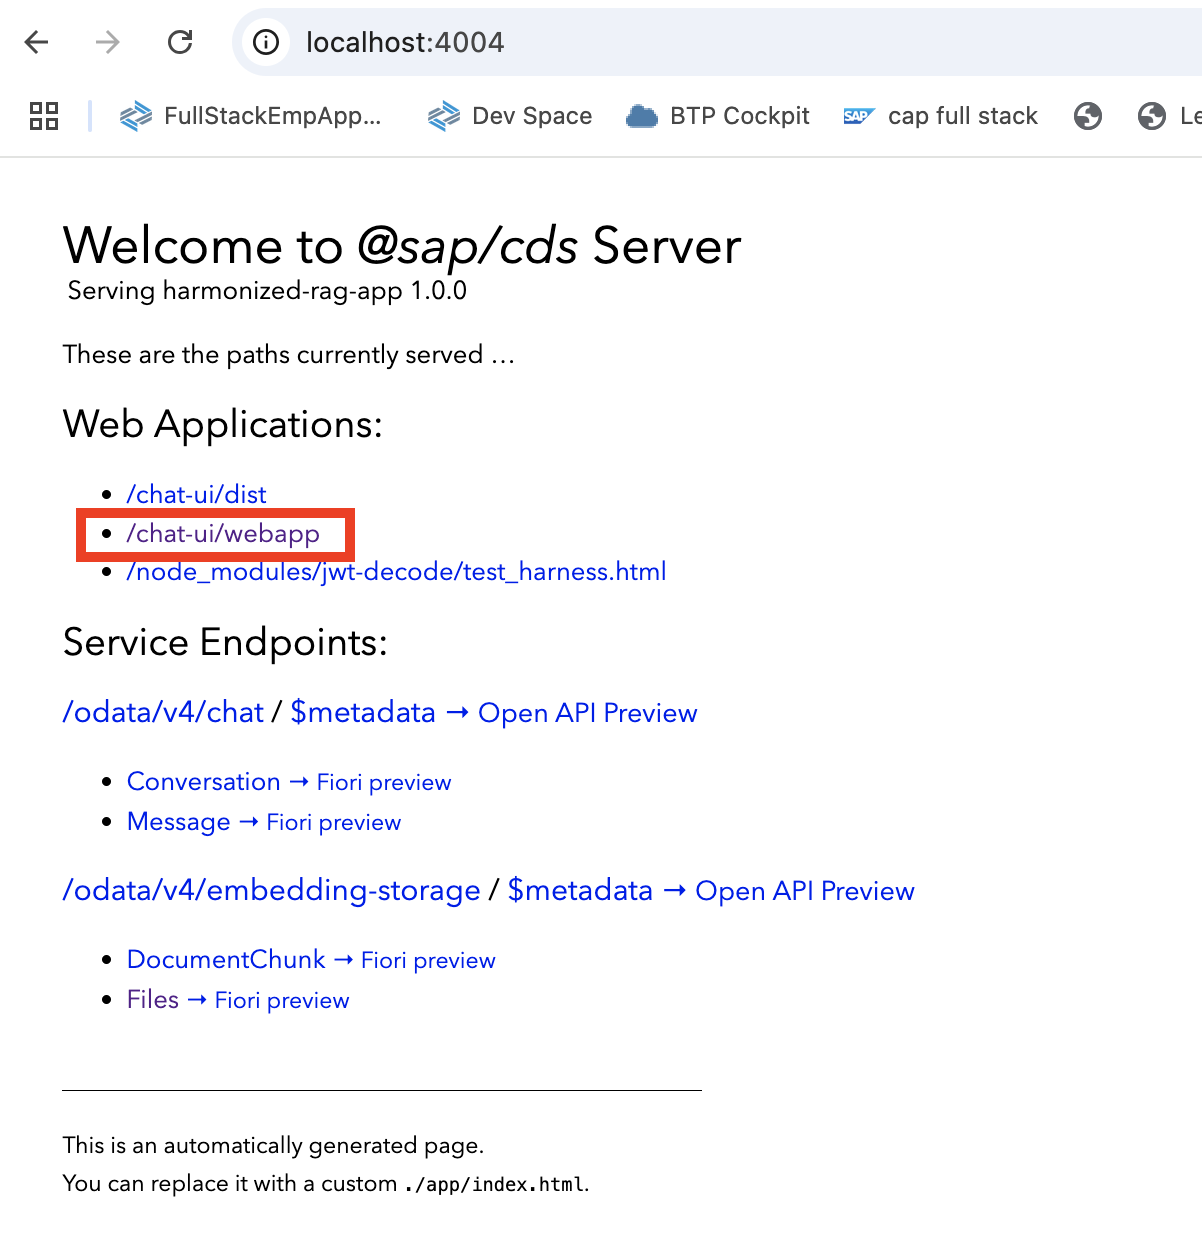 localhost:4004
FullStackEmpApp... Dev Space BTP Cockpit SAP cap full stack Le
Welcome to @sap/cds Server
Serving harmonized-rag-app 1.0.0
These are the paths currently served …
Web Applications:
/chat-ui/dist
/chat-ui/webapp
/node_modules/jwt-decode/test_harness.html
Service Endpoints:
/odata/v4/chat / $metadata → Open API Preview
Conversation → Fiori preview
Message → Fiori preview
/odata/v4/embedding-storage / $metadata → Open API Preview
DocumentChunk → Fiori preview
Files → Fiori preview
This is an automatically generated page.
You can replace it with a custom ./app/index.html.